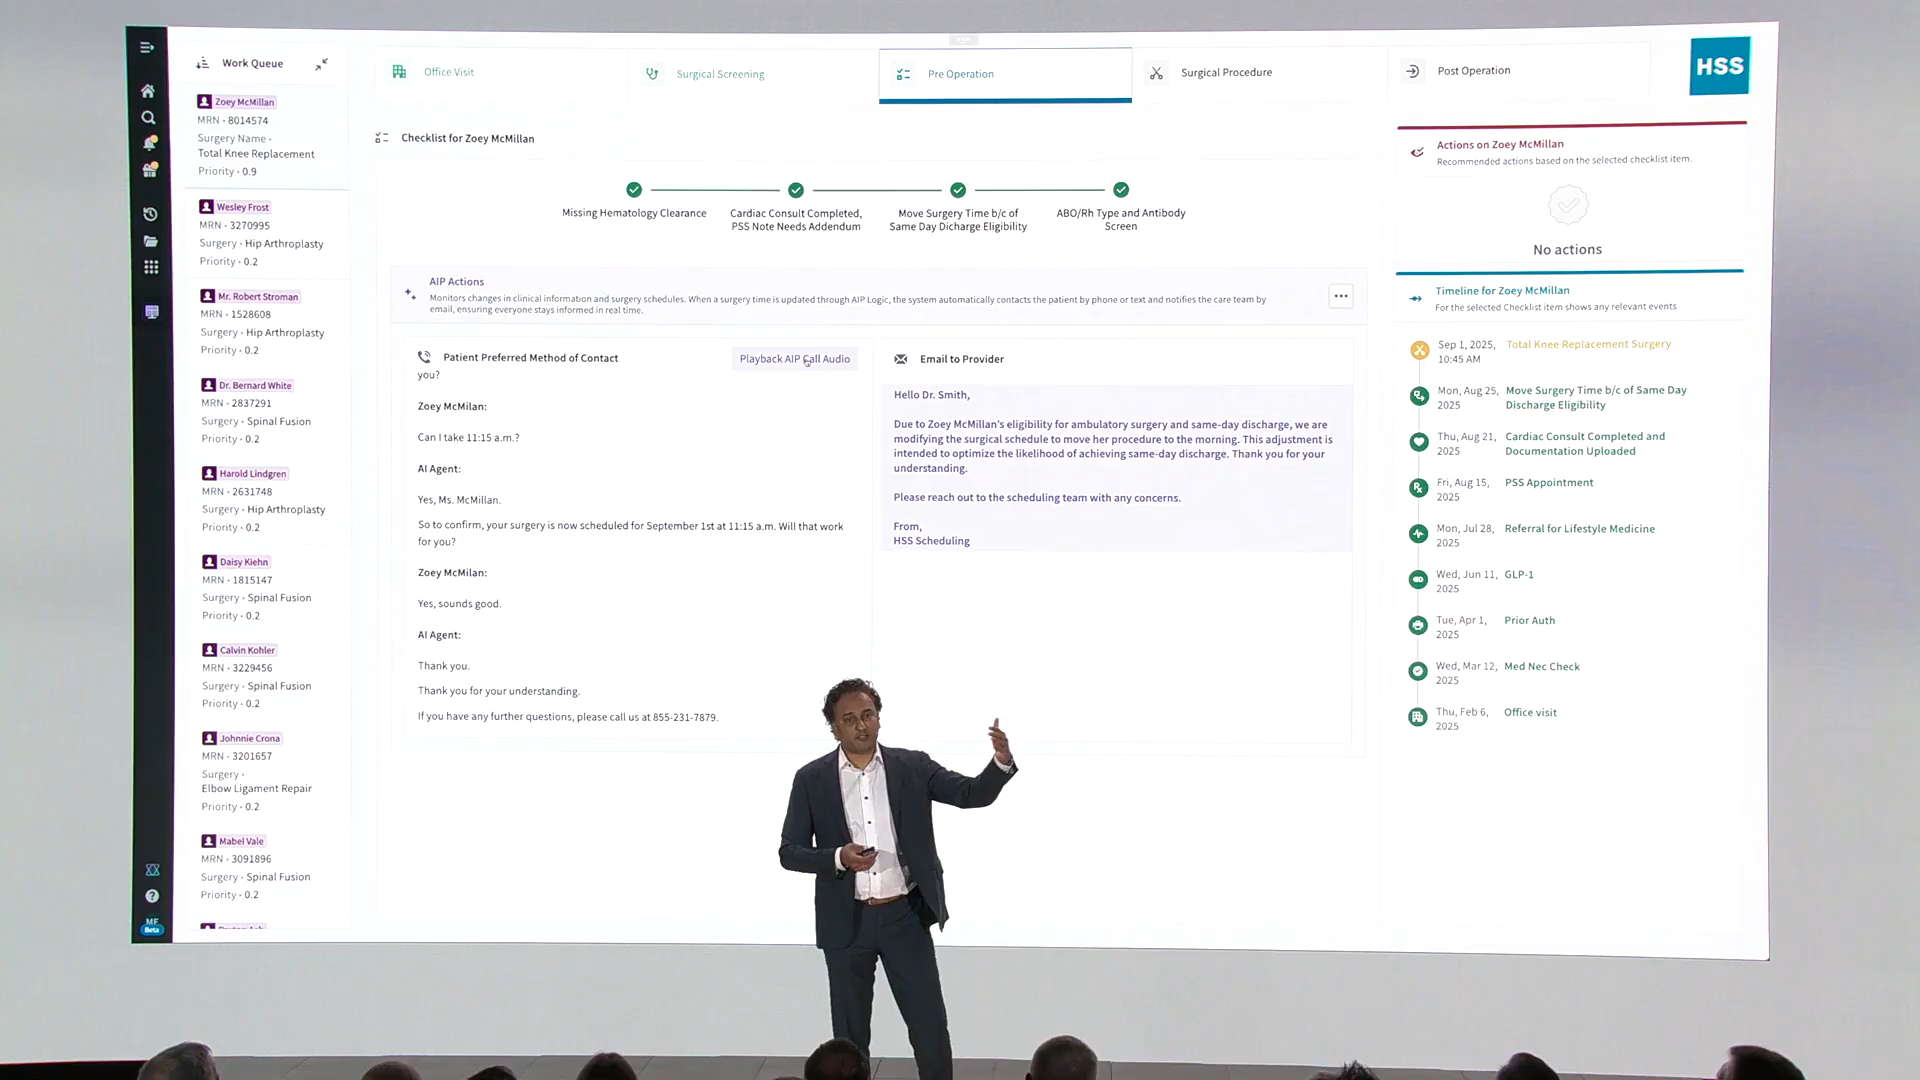 Work Queue
Zoey McMillan
MRN - 8014574
Surgery Name -
Total Knee Replacement
Priority - 0.9
Wesley Frost
MRN - 3270995
Surgery - Hip Arthroplasty
Priority - 0.2
Mr. Robert Stroman
MRN - 1528608
Surgery - Hip Arthroplasty
Priority - 0.2
Dr. Bernard White
MRN - 2837291
Surgery - Spinal Fusion
Priority - 0.2
Harold Lindgren
MRN - 2631748
Surgery - Hip Arthroplasty
Priority - 0.2
Daisy Kiehn
MRN - 1815147
Surgery - Spinal Fusion
Priority - 0.2
Calvin Kohler
MRN - 3229456
Surgery - Spinal Fusion
Priority - 0.2
Johnnie Crona
MRN - 3201657
Surgery -
Elbow Ligament Repair
Priority - 0.2
Mabel Vale
MRN - 3091896
Surgery - Spinal Fusion
Priority - 0.2
Beta
Office Visit
Surgical Screening
Pre Operation
Surgical Procedure
Post Operation
HSS
Checklist for Zoey McMillan
Missing Hematology Clearance
Cardiac Consult Completed,
PSS Note Needs Addendum
Move Surgery Time b/c of
Same Day Dicharge Eligibility
ABO/Rh Type and Antibody
Screen
AIP Actions
Monitors changes in clinical information and surgery schedules. When a surgery time is updated through AIP Logic, the system automatically contacts the patient by phone or text and notifies the care team by
email, ensuring everyone stays informed in real time.
Patient Preferred Method of Contact
Playback AIP Call Audio
you?
Zoey McMilan:
Can I take 11:15 a.m.?
AI Agent:
Yes, Ms. McMillan.
So to confirm, your surgery is now scheduled for September 1st at 11:15 a.m. Will that work
for you?
Zoey McMilan:
Yes, sounds good.
AI Agent:
Thank you.
Thank you for your understanding.
If you have any further questions, please call us at 855-231-7879.
Email to Provider
Hello Dr. Smith,
Due to Zoey McMillan's eligibility for ambulatory surgery and same-day discharge, we are
modifying the surgical schedule to move her procedure to the morning. This adjustment is
intended to optimize the likelihood of achieving same-day discharge. Thank you for your
understanding.
Please reach out to the scheduling team with any concerns.
From,
HSS Scheduling
Actions on Zoey McMillan
Recommended actions based on the selected checklist item.
No actions
Timeline for Zoey McMillan
For the selected Checklist item shows any relevant events
Sep 1, 2025,
10:45 AM
Total Knee Replacement Surgery
Mon, Aug 25,
2025
Move Surgery Time b/c of Same Day
Discharge Eligibility
Thu, Aug 21,
2025
Cardiac Consult Completed and
Documentation Uploaded
Fri, Aug 15,
2025
PSS Appointment
Mon, Jul 28,
2025
Referral for Lifestyle Medicine
Wed, Jun 11,
2025
GLP-1
Tue, Apr 1,
2025
Prior Auth
Wed, Mar 12,
2025
Med Nec Check
Thu, Feb 6,
2025
Office visit